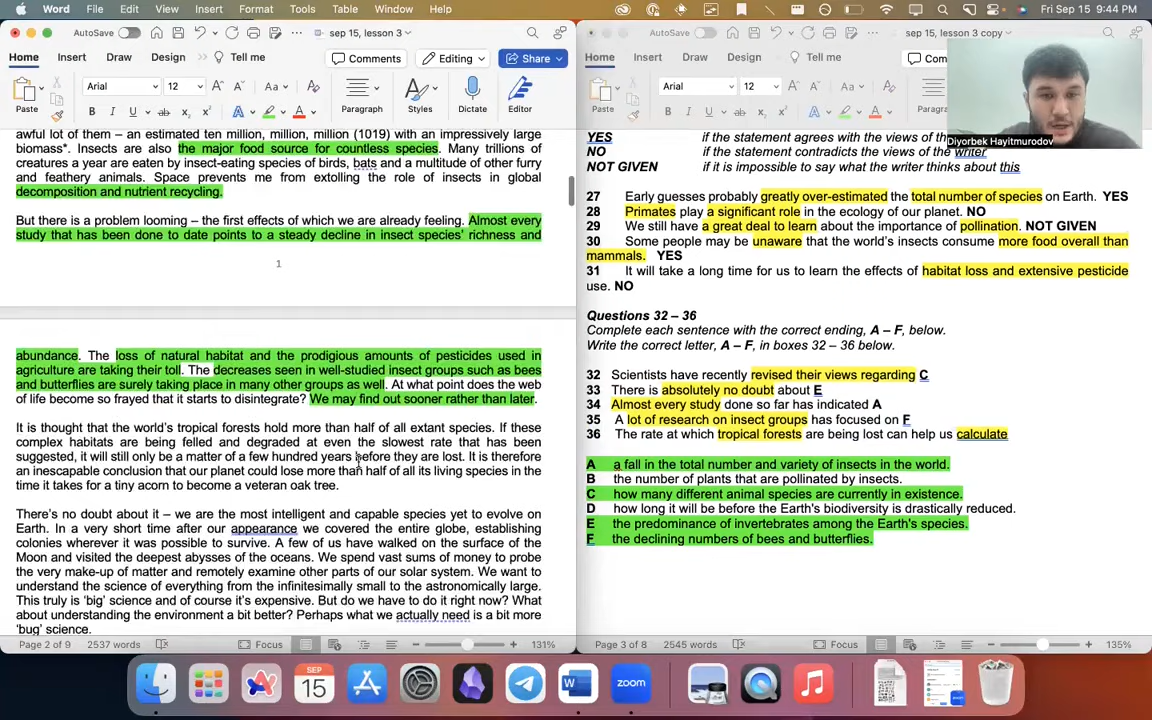 Word File Edit View Insert Format Tools Table Window Help Fri Sep 15 9:44 PM
AutoSave sep 15, lesson 3
Home Insert Draw Design Tell me Comments Editing Share
Paste Arial 12 Aa Paragraph Styles Dictate Editor
awful lot of them – an estimated ten million, million, million (1019) with an impressively large
biomass*. Insects are also the major food source for countless species. Many trillions of
creatures a year are eaten by insect-eating species of birds, bats and a multitude of other furry
and feathery animals. Space prevents me from extolling the role of insects in global
decomposition and nutrient recycling.
But there is a problem looming – the first effects of which we are already feeling. Almost every
study that has been done to date points to a steady decline in insect species' richness and
1
abundance. The loss of natural habitat and the prodigious amounts of pesticides used in
agriculture are taking their toll. The decreases seen in well-studied insect groups such as bees
and butterflies are surely taking place in many other groups as well. At what point does the web
of life become so frayed that it starts to disintegrate? We may find out sooner rather than later.
It is thought that the world's tropical forests hold more than half of all extant species. If these
complex habitats are being felled and degraded at even the slowest rate that has been
suggested, it will still only be a matter of a few hundred years before they are lost. It is therefore
an inescapable conclusion that our planet could lose more than half of all its living species in the
time it takes for a tiny acorn to become a veteran oak tree.
There's no doubt about it – we are the most intelligent and capable species yet to evolve on
Earth. In a very short time after our appearance we covered the entire globe, establishing
colonies wherever it was possible to survive. A few of us have walked on the surface of the
Moon and visited the deepest abysses of the oceans. We spend vast sums of money to probe
the very make-up of matter and remotely examine other parts of our solar system. We want to
understand the science of everything from the infinitesimally small to the astronomically large.
This truly is 'big' science and of course it's expensive. But do we have to do it right now? What
about understanding the environment a bit better? Perhaps what we actually need is a bit more
'bug' science.
Page 2 of 9 2537 words Focus 131%
AutoSave sep 15, lesson 3 copy
Home Insert Draw Design Tell me Com
Paste Arial 12 Aa Paragra
Diyorbek Hayitmurodov
YES if the statement agrees with the views of the
NO if the statement contradicts the views of the writer
NOT GIVEN if it is impossible to say what the writer thinks about this
27 Early guesses probably greatly over-estimated the total number of species on Earth. YES
28 Primates play a significant role in the ecology of our planet. NO
29 We still have a great deal to learn about the importance of pollination. NOT GIVEN
30 Some people may be unaware that the world's insects consume more food overall than
mammals. YES
31 It will take a long time for us to learn the effects of habitat loss and extensive pesticide
use. NO
Questions 32 – 36
Complete each sentence with the correct ending, A – F, below.
Write the correct letter, A – F, in boxes 32 – 36 below.
32 Scientists have recently revised their views regarding C
33 There is absolutely no doubt about E
34 Almost every study done so far has indicated A
35 A lot of research on insect groups has focused on F
36 The rate at which tropical forests are being lost can help us calculate
A a fall in the total number and variety of insects in the world.
B the number of plants that are pollinated by insects.
C how many different animal species are currently in existence.
D how long it will be before the Earth's biodiversity is drastically reduced.
E the predominance of invertebrates among the Earth's species.
F the declining numbers of bees and butterflies.
Page 3 of 8 2545 words Focus 135%
SEP
15
zoom